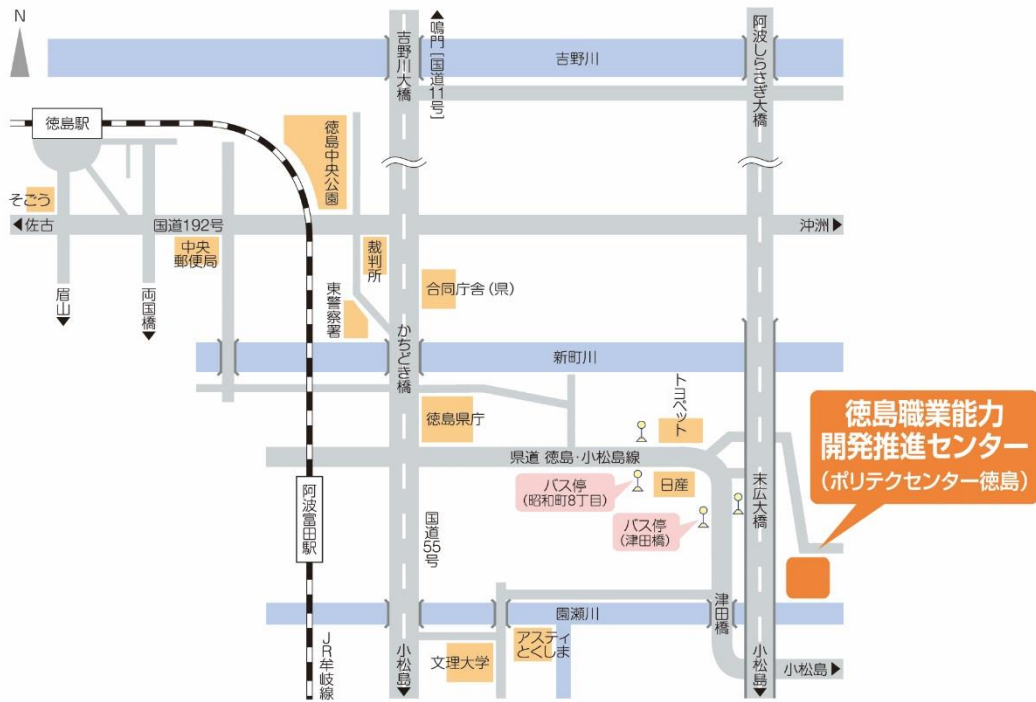 N
▲鳴門[国道11号]
吉野川大橋
阿波しらさぎ大橋
吉野川
徳島駅
徳島中央公園
そごう
◀佐古
国道192号
沖洲▶
中央
郵便局
裁判所
合同庁舎(県)
眉山▼
両国橋▼
東警察署
かちどき橋
新町川
トヨペット
徳島県庁
徳島職業能力
開発推進センター
(ポリテクセンター徳島)
県道 徳島・小松島線
バス停
(昭和町8丁目)
日産
末広大橋
バス停
(津田橋)
阿波富田駅
国道55号
園瀬川
津田橋
アスティ
とくしま
文理大学
JR牟岐線
小松島▼
小松島▼
小松島▶